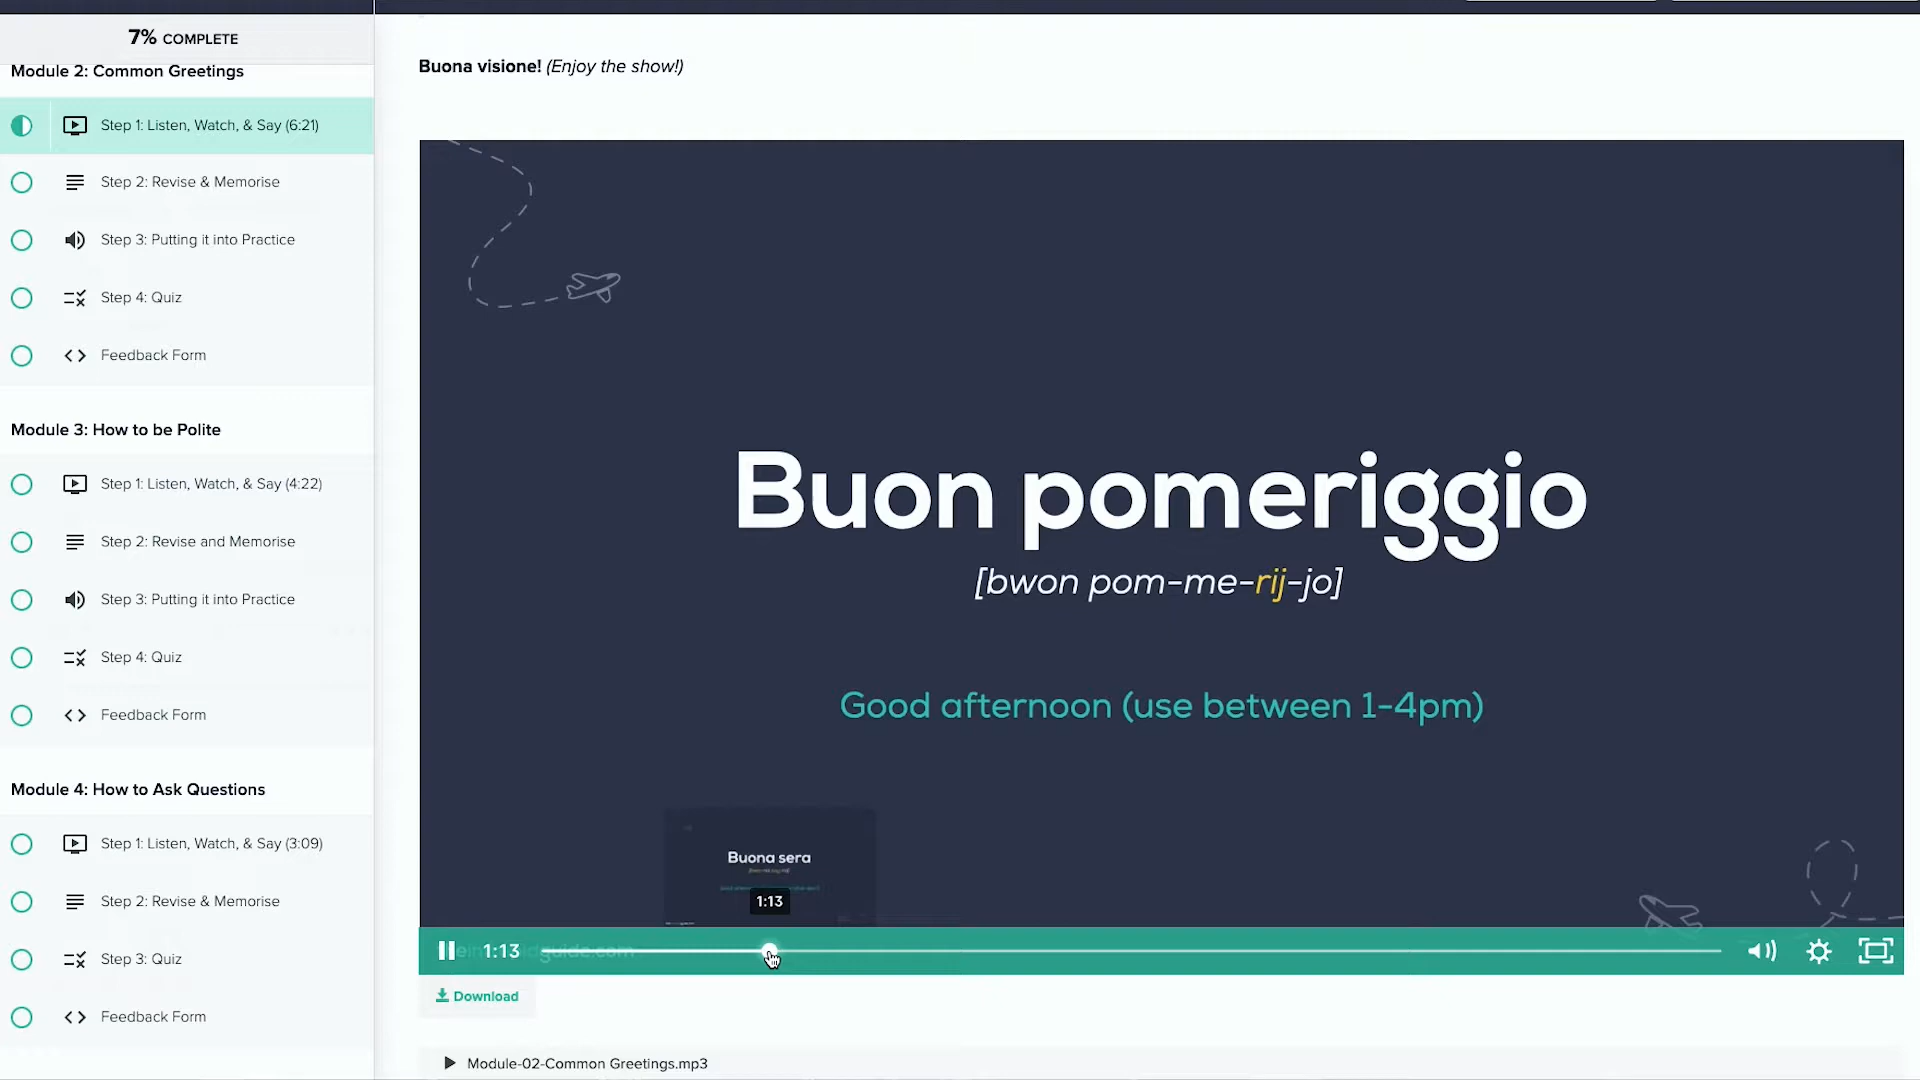 7% COMPLETE
Module 2: Common Greetings
Step 1: Listen, Watch, & Say (6:21)
Step 2: Revise & Memorise
Step 3: Putting it into Practice
Step 4: Quiz
Feedback Form
Module 3: How to be Polite
Step 1: Listen, Watch, & Say (4:22)
Step 2: Revise and Memorise
Step 3: Putting it into Practice
Step 4: Quiz
Feedback Form
Module 4: How to Ask Questions
Step 1: Listen, Watch, & Say (3:09)
Step 2: Revise & Memorise
Step 3: Quiz
Feedback Form
Buona visione! (Enjoy the show!)
Buon pomeriggio
[bwon pom-me-rij-jo]
Good afternoon (use between 1-4pm)
Buona sera
1:13
1:13
Download
Module-02-Common Greetings.mp3